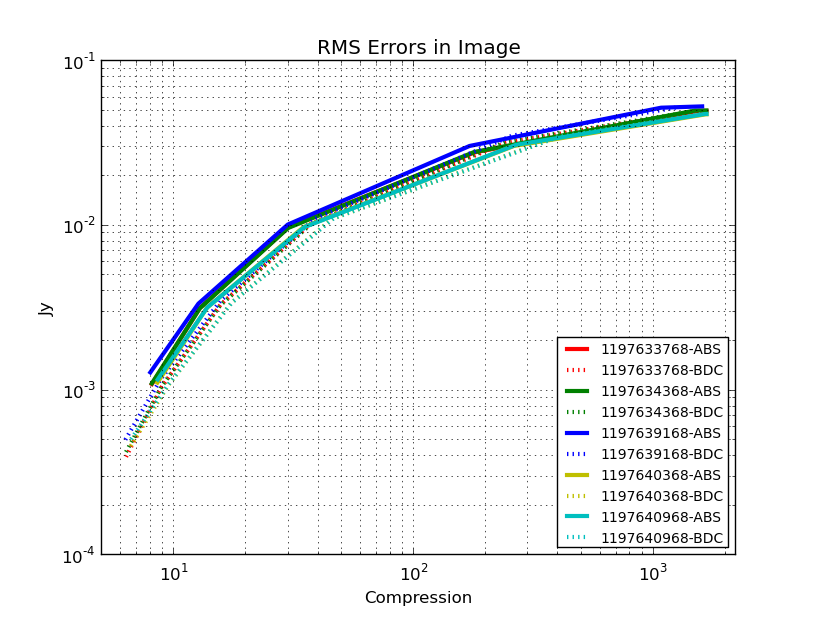 RMS Errors in Image
10^-1
10^-2
10^-3
10^-4
Jy
10^1
10^2
10^3
Compression
1197633768-ABS
1197633768-BDC
1197634368-ABS
1197634368-BDC
1197639168-ABS
1197639168-BDC
1197640368-ABS
1197640368-BDC
1197640968-ABS
1197640968-BDC